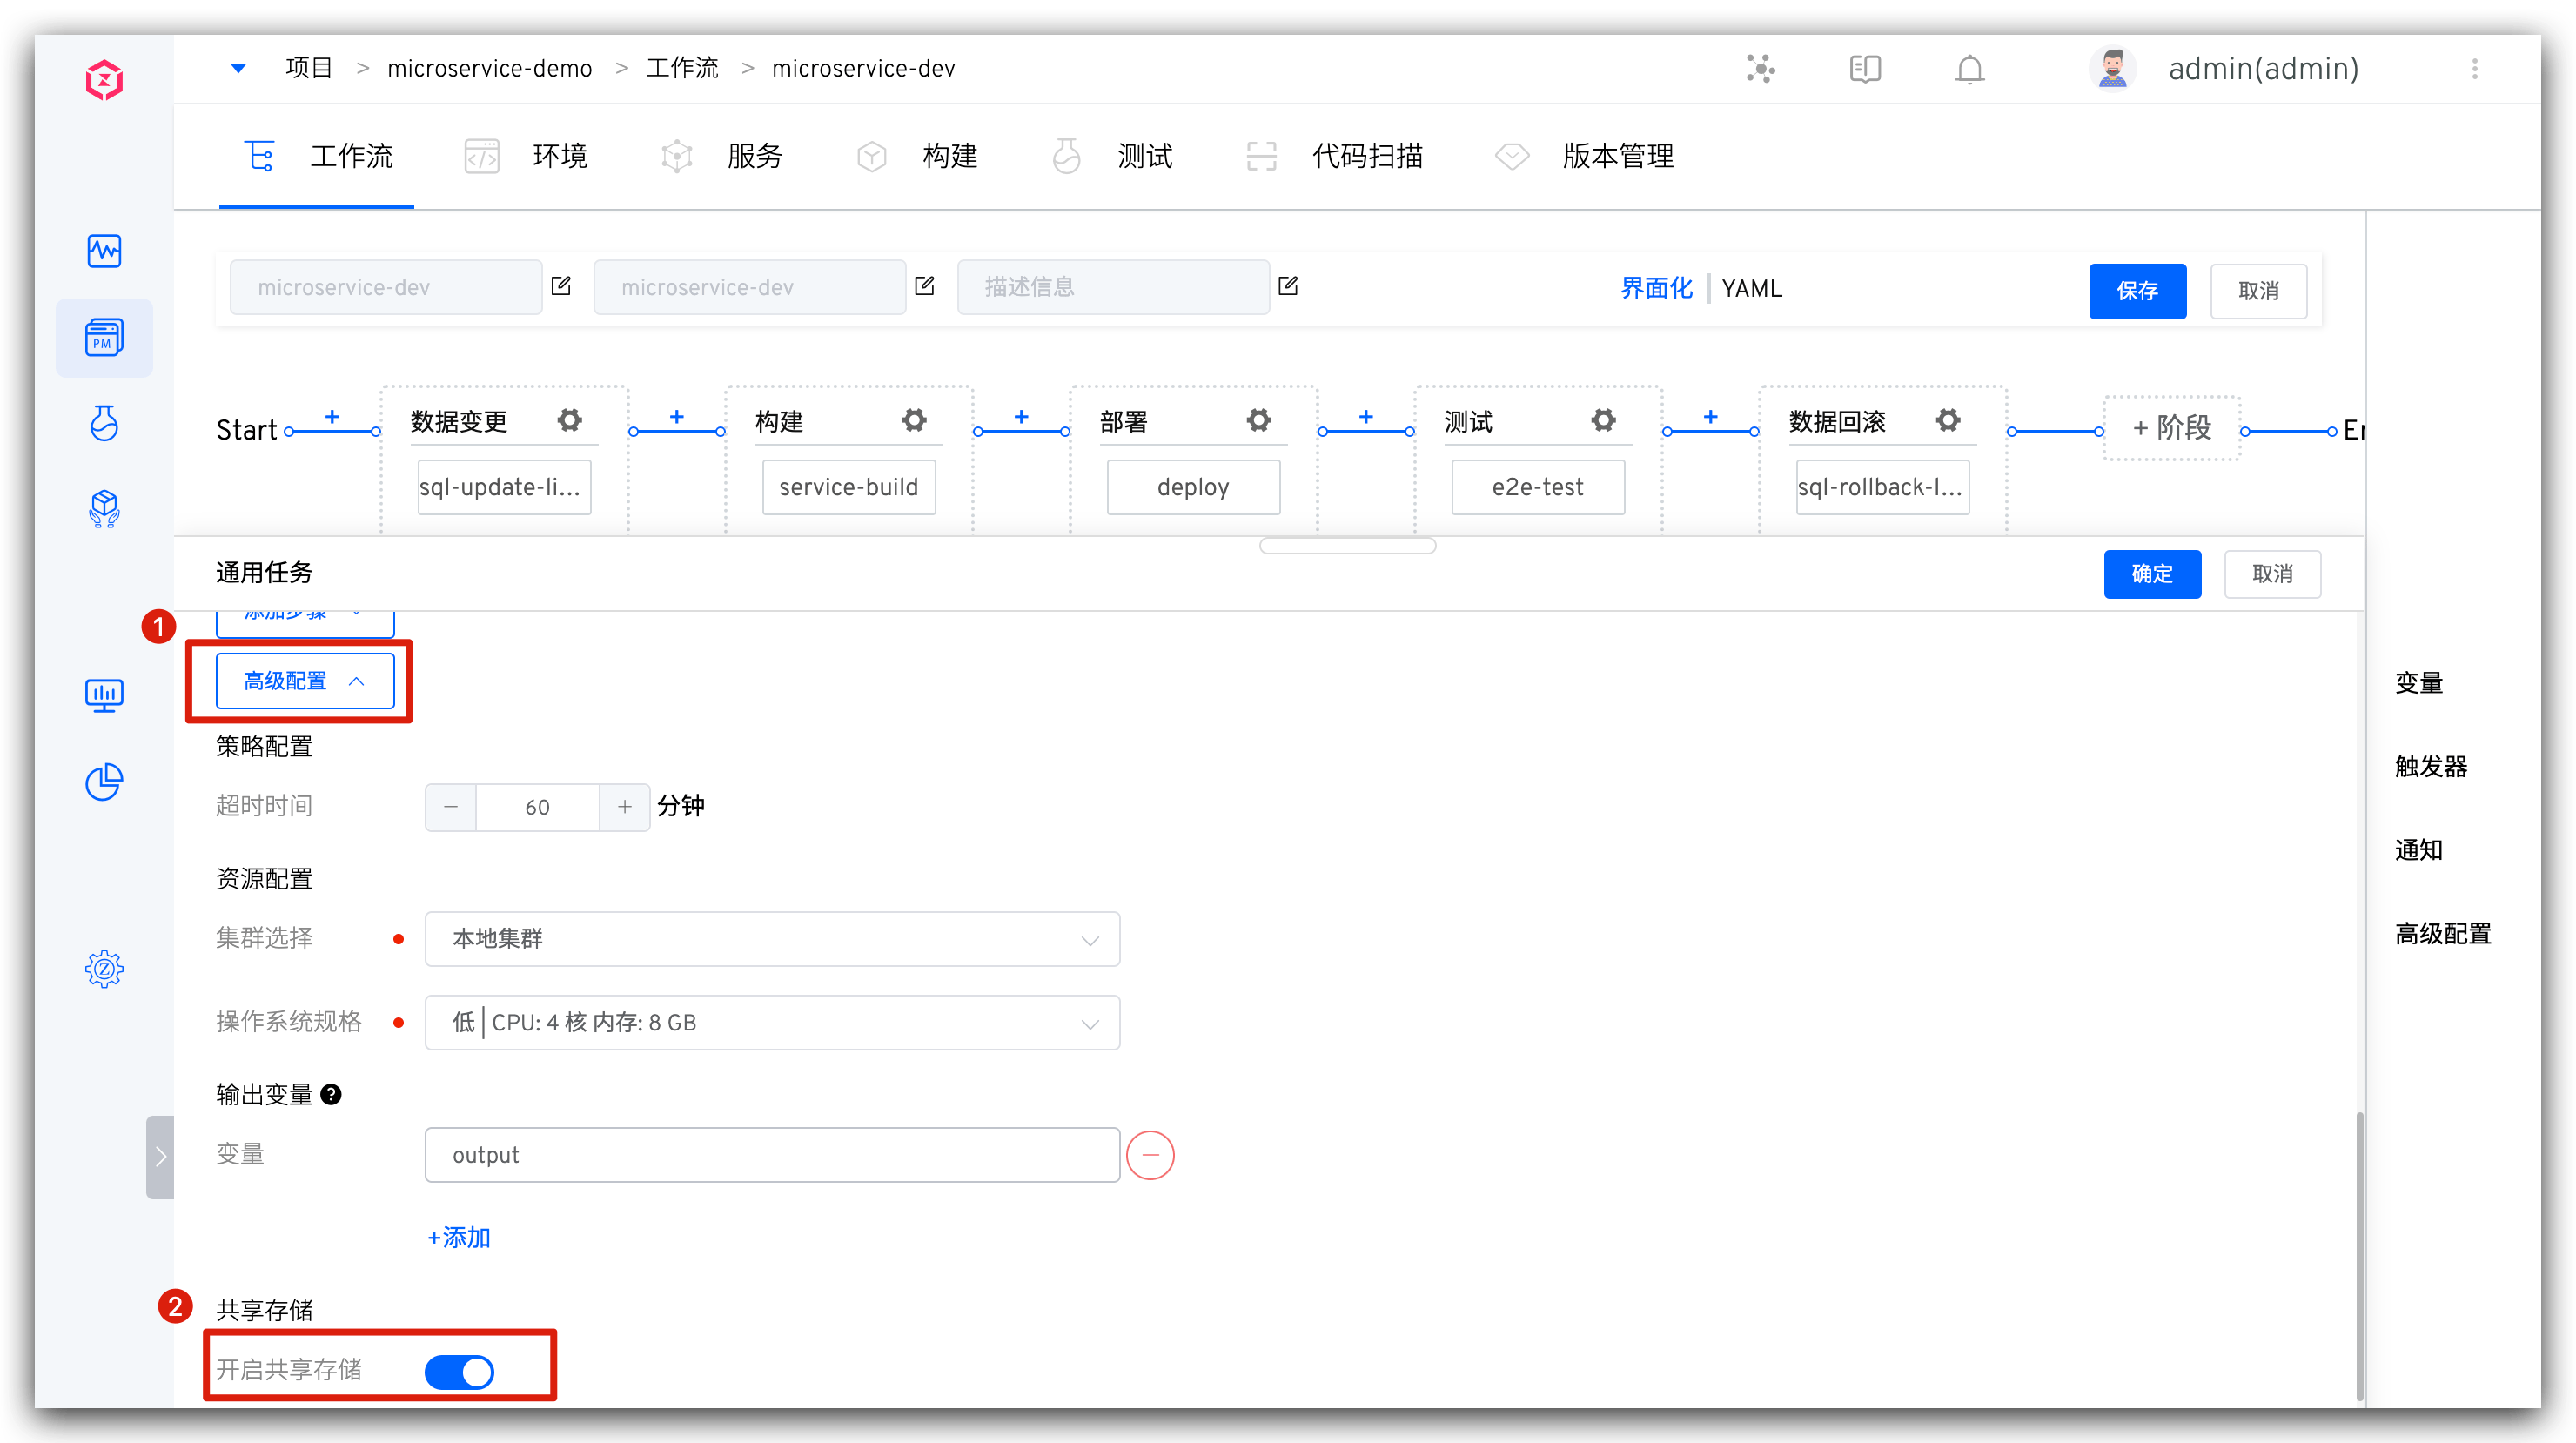 项目 > microservice-demo > 工作流 > microservice-dev
admin(admin)
工作流 环境 服务 构建 测试 代码扫描 版本管理
PM
microservice-dev microservice-dev 描述信息 界面化 | YAML 保存 取消
Start + 数据变更 + 构建 + 部署 + 测试 + 数据回滚 + 阶段 Er
sql-update-li... service-build deploy e2e-test sql-rollback-l...
通用任务 确定 取消
1
添加步骤
高级配置
策略配置
超时时间 − 60 + 分钟
资源配置
集群选择 本地集群
操作系统规格 低 | CPU: 4 核 内存: 8 GB
输出变量 ?
变量 output
+添加
2
共享存储
开启共享存储
变量
触发器
通知
高级配置